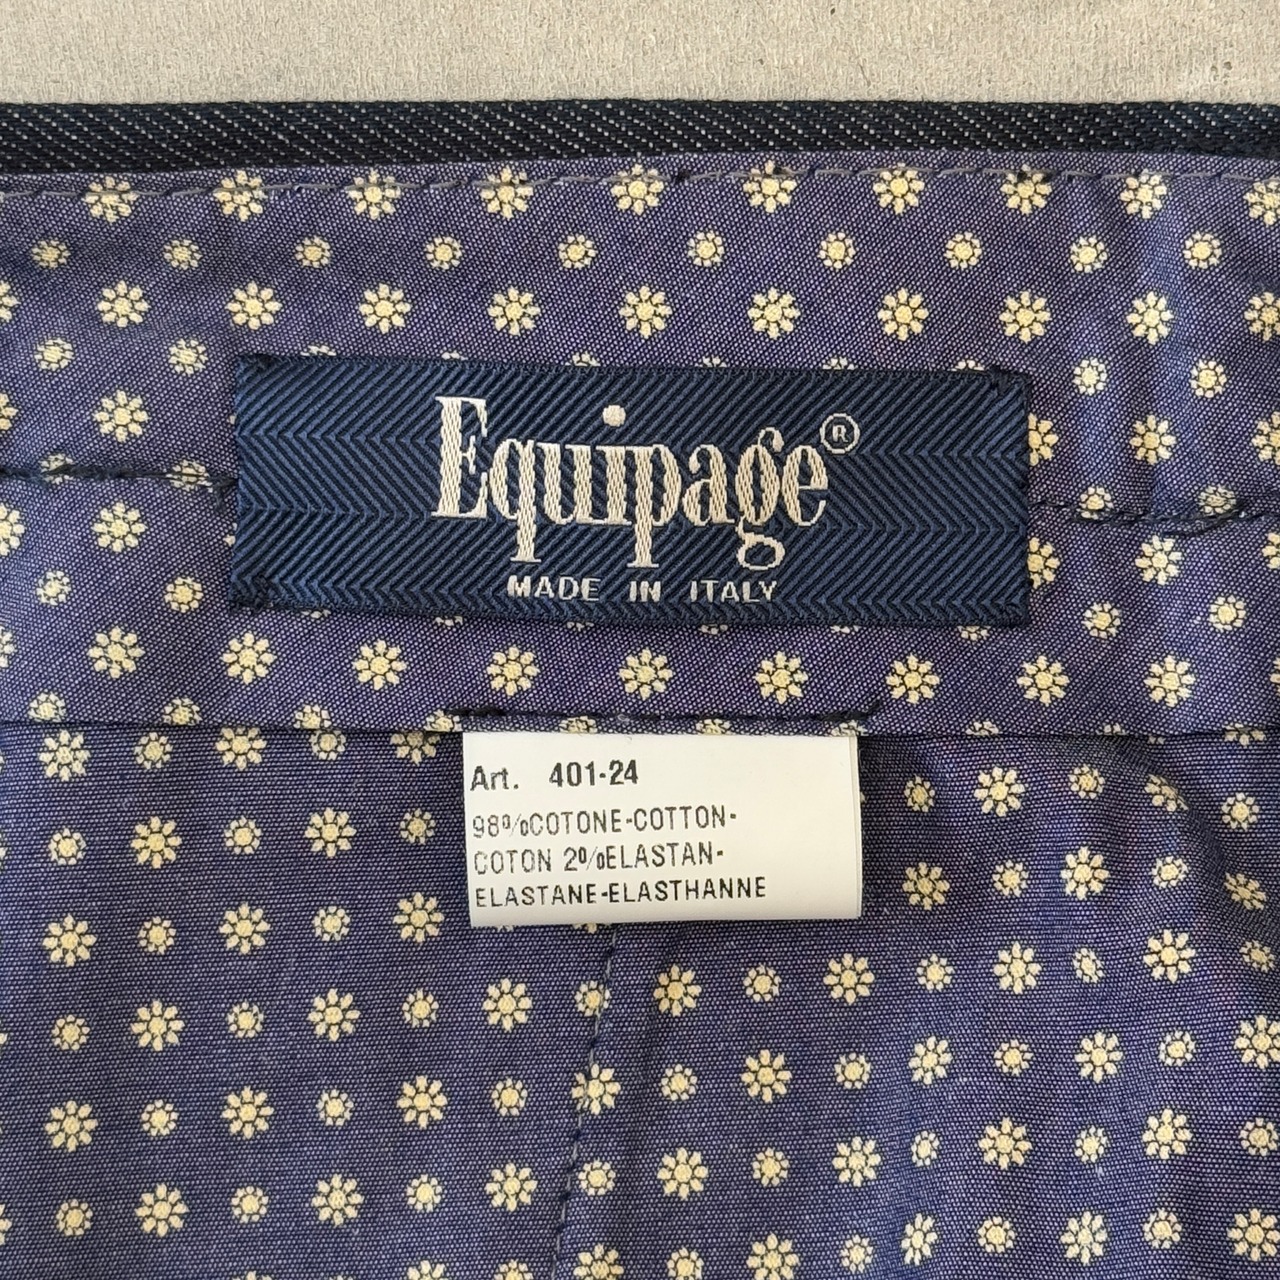 Equipage®
MADE IN ITALY
Art. 401-24
98%COTONE-COTTON-
COTON 2%ELASTAN-
ELASTANE-ELASTHANNE